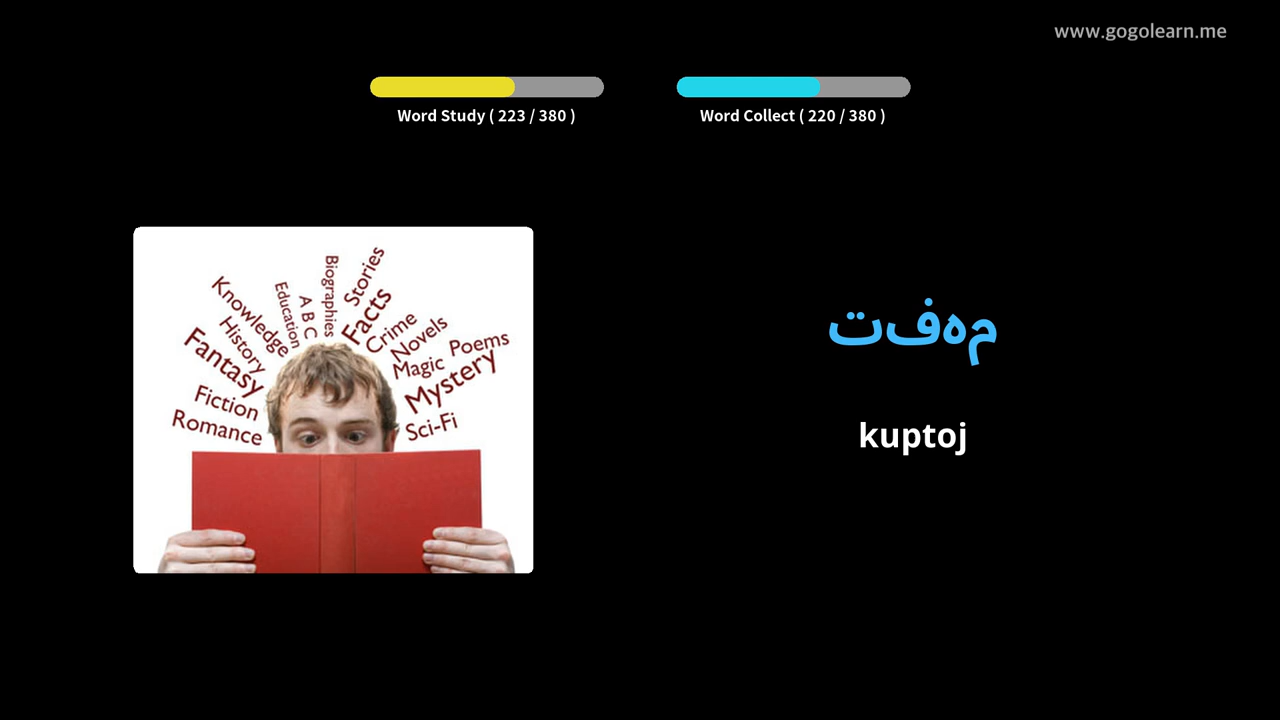 www.gogolearn.me
Word Study ( 223 / 380 )
Word Collect ( 220 / 380 )
Stories
Biographies
Facts
Education
A B C
Knowledge
Crime
History
Novels
Poems
Fantasy
Magic
Mystery
Fiction
Sci-Fi
Romance
مهفت
kuptoj